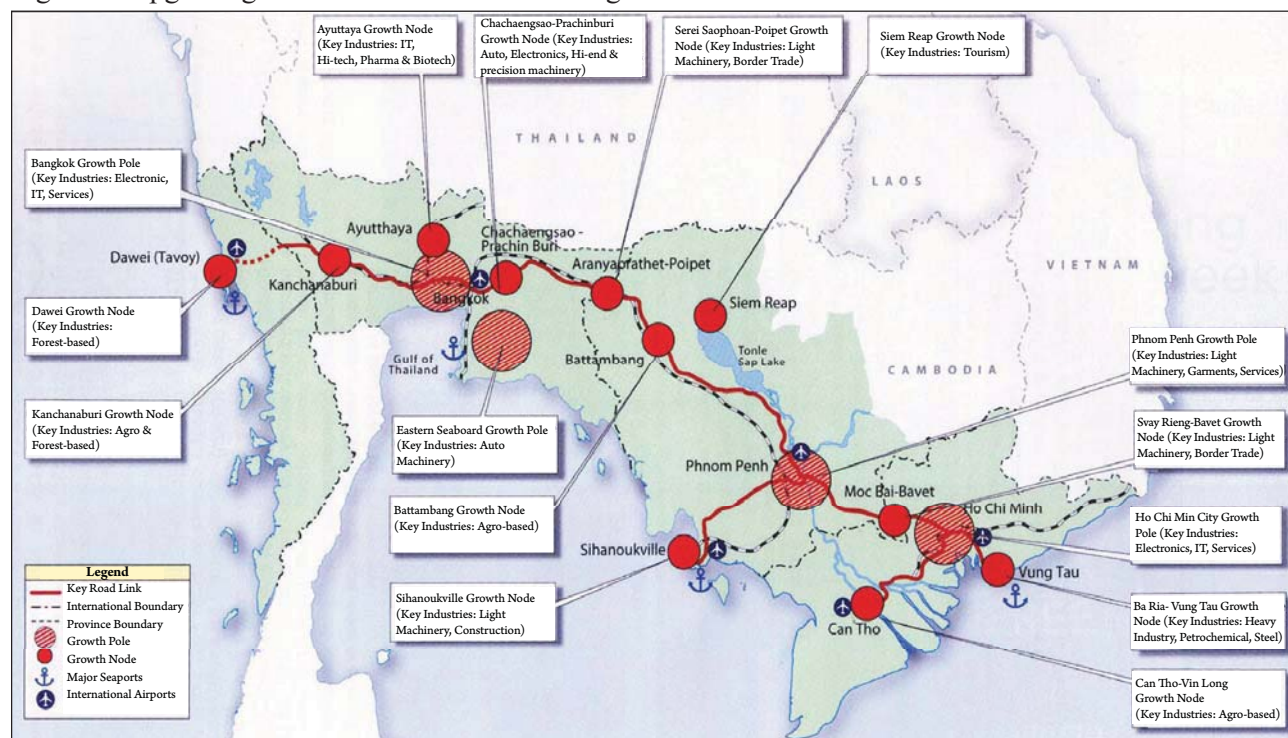 Ayuttaya Growth Node
(Key Industries: IT,
Hi-tech, Pharma & Biotech)
Chachaengsao-Prachinburi
Growth Node (Key Industries:
Auto, Electronics, Hi-end &
precision machinery)
Serei Saophoan-Poipet Growth
Node (Key Industries: Light
Machinery, Border Trade)
Siem Reap Growth Node
(Key Industries: Tourism)
THAILAND
LAOS
VIETNAM
CAMBODIA
Bangkok Growth Pole
(Key Industries: Electronic,
IT, Services)
Ayutthaya
Chachaengsao -
Prachin Buri
Dawei (Tavoy)
Kanchanaburi
Bangkok
Aranyaprathet-Poipet
Siem Reap
Dawei Growth Node
(Key Industries:
Forest-based)
Gulf of
Thailand
Battambang
Tonle
Sap Lake
Phnom Penh Growth Pole
(Key Industries: Light
Machinery, Garments, Services)
Kanchanaburi Growth Node
(Key Industries: Agro &
Forest-based)
Eastern Seaboard Growth Pole
(Key Industries: Auto
Machinery)
Svay Rieng-Bavet Growth
Node (Key Industries: Light
Machinery, Border Trade)
Phnom Penh
Moc Bai-Bavet
Ho Chi Minh
Battambang Growth Node
(Key Industries: Agro-based)
Ho Chi Min City Growth
Pole (Key Industries:
Electronics, IT, Services)
Sihanoukville
Vung Tau
Can Tho
Sihanoukville Growth Node
(Key Industries: Light
Machinery, Construction)
Ba Ria- Vung Tau Growth
Node (Key Industries: Heavy
Industry, Petrochemical, Steel)
Can Tho-Vin Long
Growth Node
(Key Industries: Agro-based)
Legend
Key Road Link
International Boundary
Province Boundary
Growth Pole
Growth Node
Major Seaports
International Airports